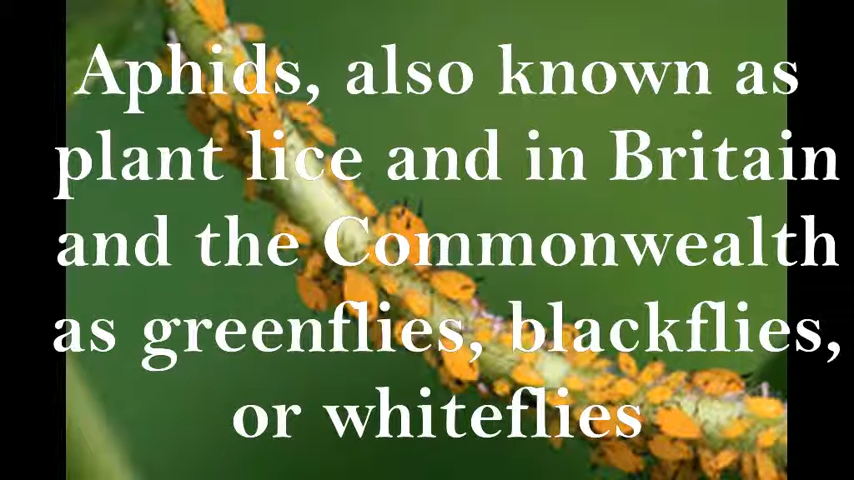 Aphids, also known as
plant lice and in Britain
and the Commonwealth
as greenflies, blackflies,
or whiteflies